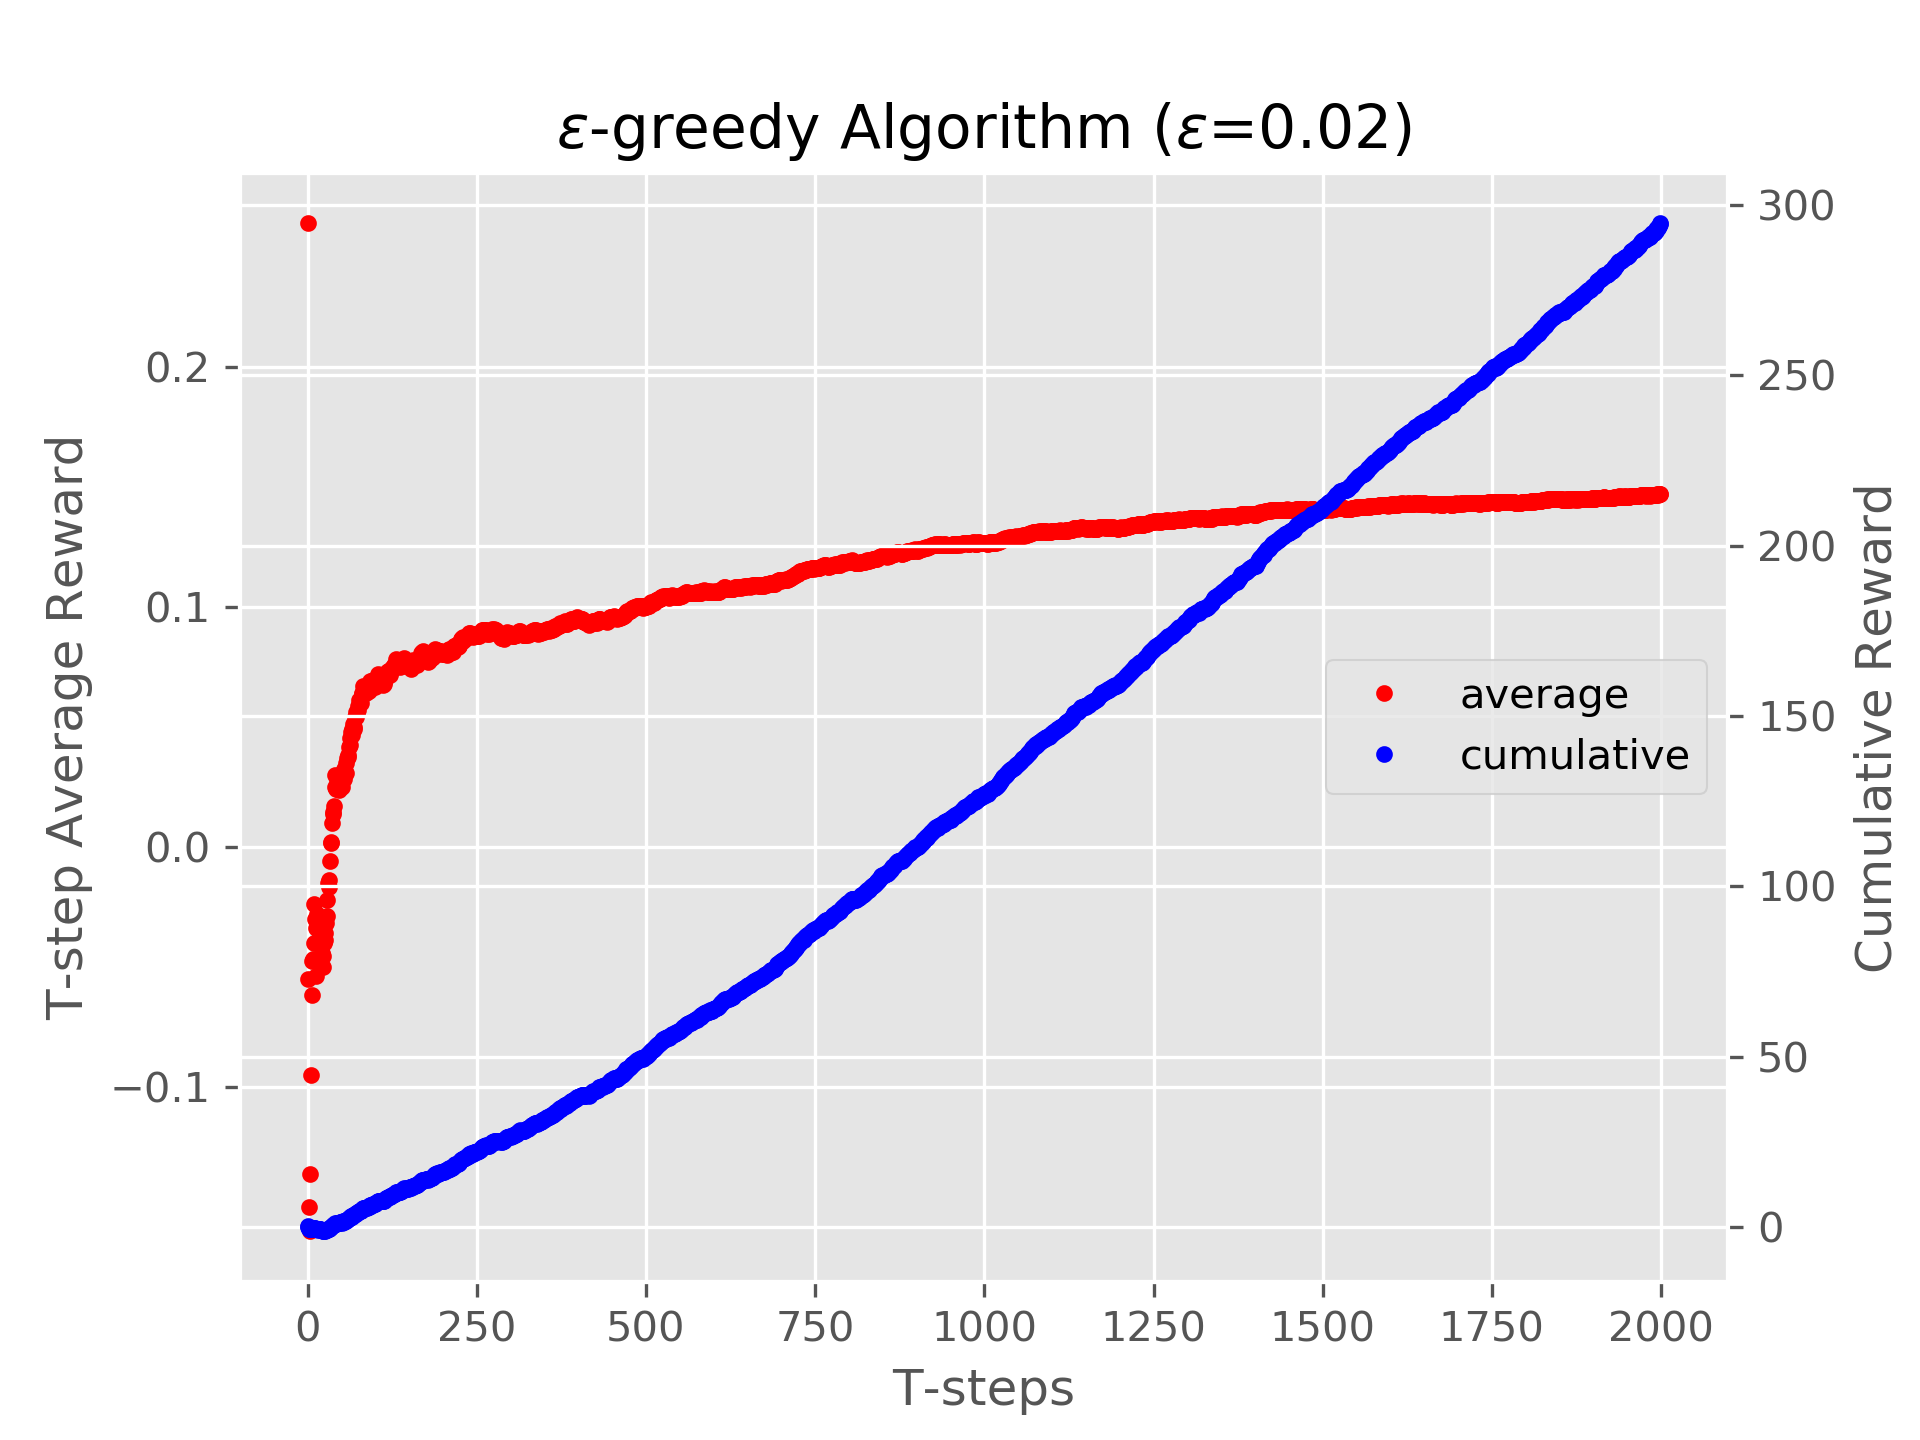 ε-greedy Algorithm (ε=0.02)
T-step Average Reward
0.2
0.1
0.0
−0.1
300
250
200
150
100
50
0
Cumulative Reward
average
cumulative
0 250 500 750 1000 1250 1500 1750 2000
T-steps